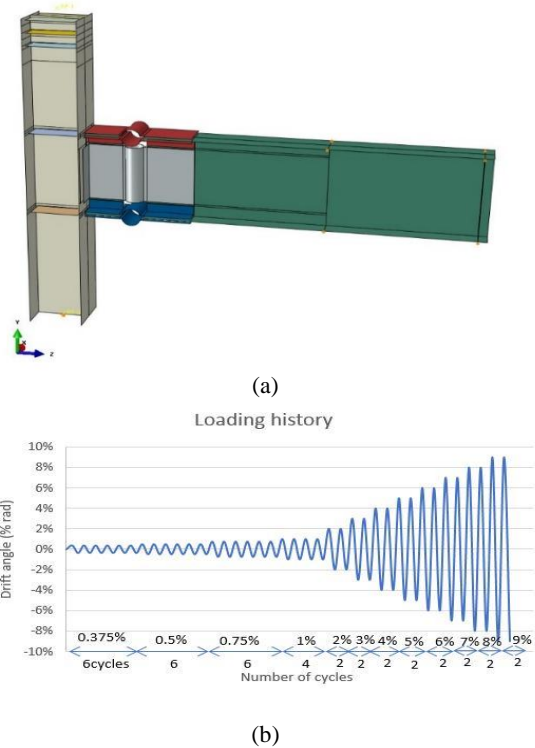 Y
X
Z
(a)
Loading history
10%
8%
6%
4%
2%
0%
-2%
-4%
-6%
-8%
-10%
Drift angle (% rad)
0.375% 0.5% 0.75% 1% 2% 3% 4% 5% 6% 7% 8% 9%
6cycles 6 6 4 2 2 2 2 2 2 2 2
Number of cycles
(b)